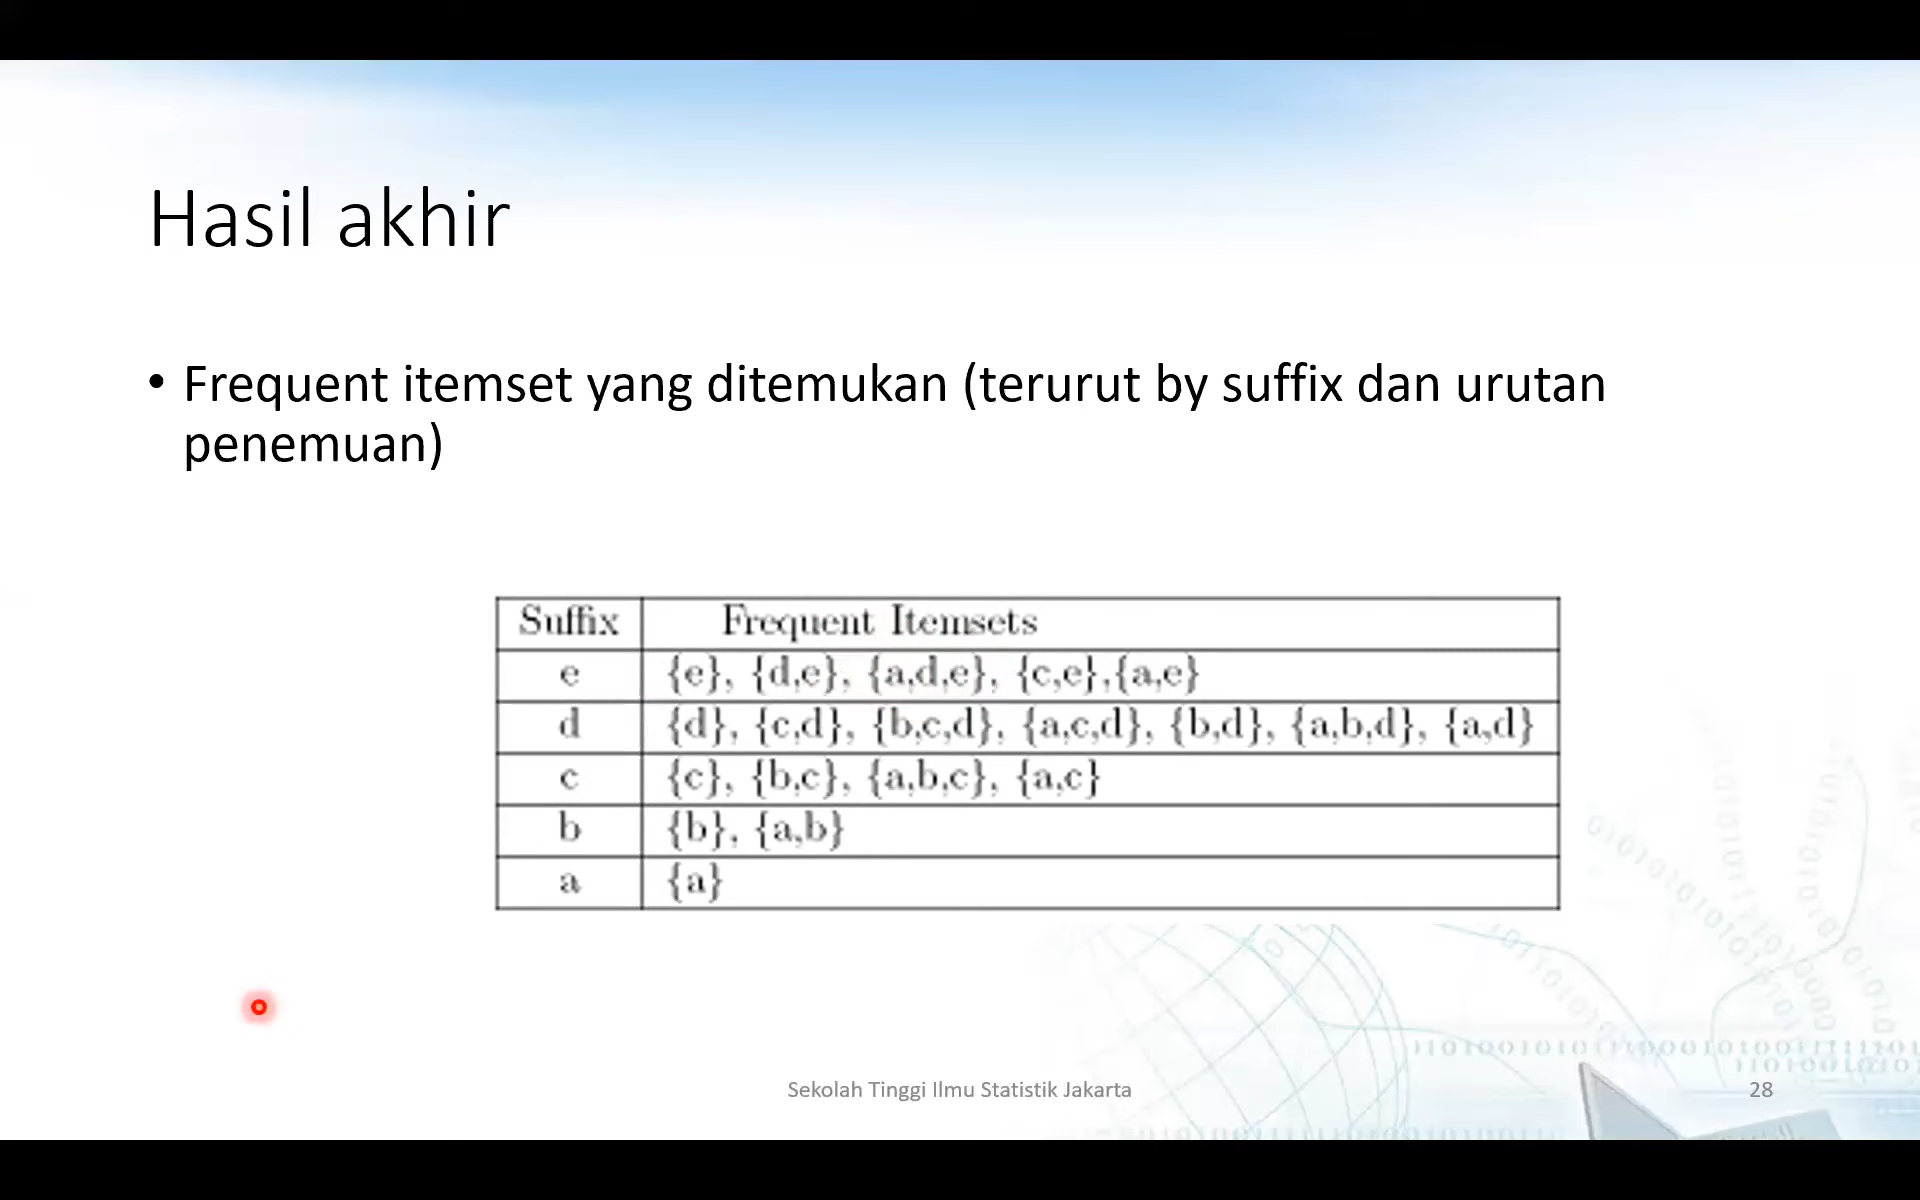 Hasil akhir
• Frequent itemset yang ditemukan (terurut by suffix dan urutan
penemuan)
Suffix Frequent Itemsets
e {e}, {d,e}, {a,d,e}, {c,e},{a,e}
d {d}, {c,d}, {b,c,d}, {a,c,d}, {b,d}, {a,b,d}, {a,d}
c {c}, {b,c}, {a,b,c}, {a,c}
b {b}, {a,b}
a {a}
Sekolah Tinggi Ilmu Statistik Jakarta
28